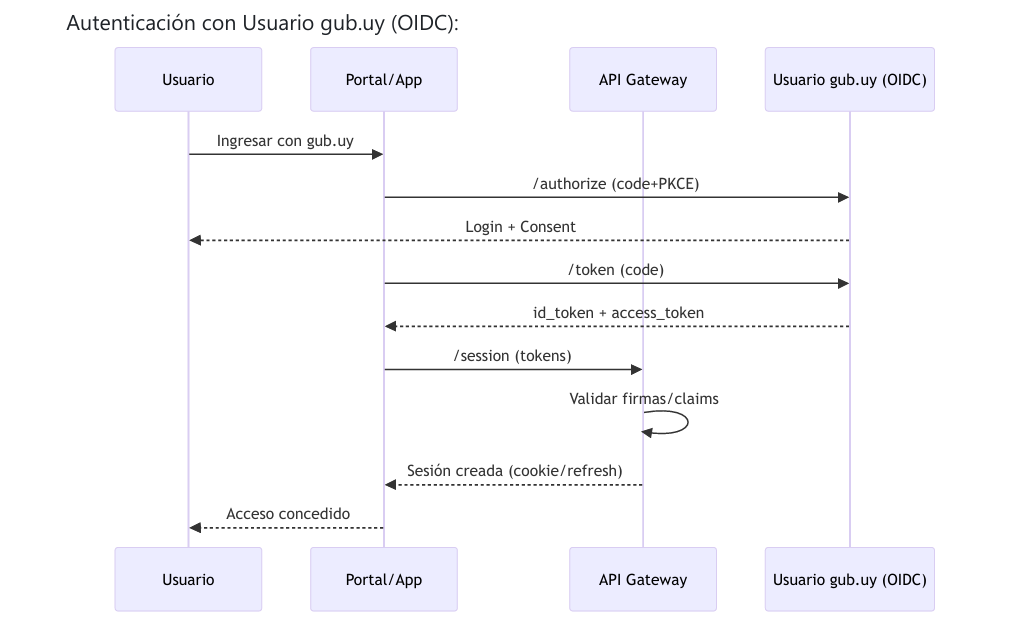 Autenticación con Usuario gub.uy (OIDC):
Usuario
Portal/App
API Gateway
Usuario gub.uy (OIDC)
Ingresar con gub.uy
/authorize (code+PKCE)
Login + Consent
/token (code)
id_token + access_token
/session (tokens)
Validar firmas/claims
Sesión creada (cookie/refresh)
Acceso concedido
Usuario
Portal/App
API Gateway
Usuario gub.uy (OIDC)